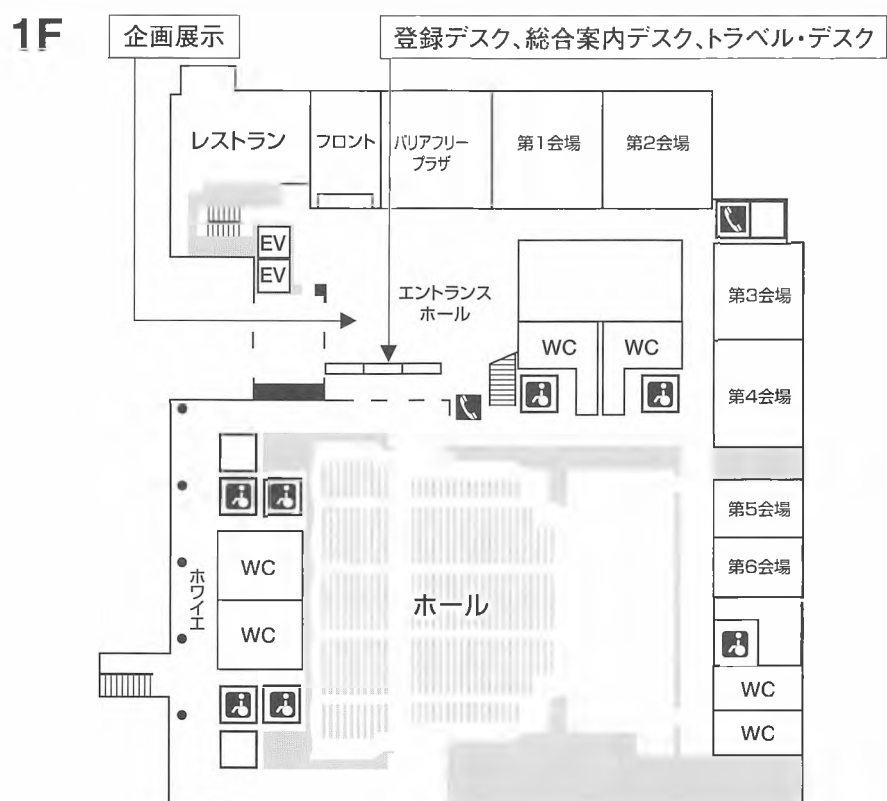 1F
企画展示
登録デスク、総合案内デスク、トラベル・デスク
レストラン
フロント
バリアフリー
プラザ
第1会場
第2会場
EV
EV
エントランス
ホール
第3会場
WC
WC
第4会場
第5会場
WC
第6会場
ホワイエ
ホール
WC
WC
WC